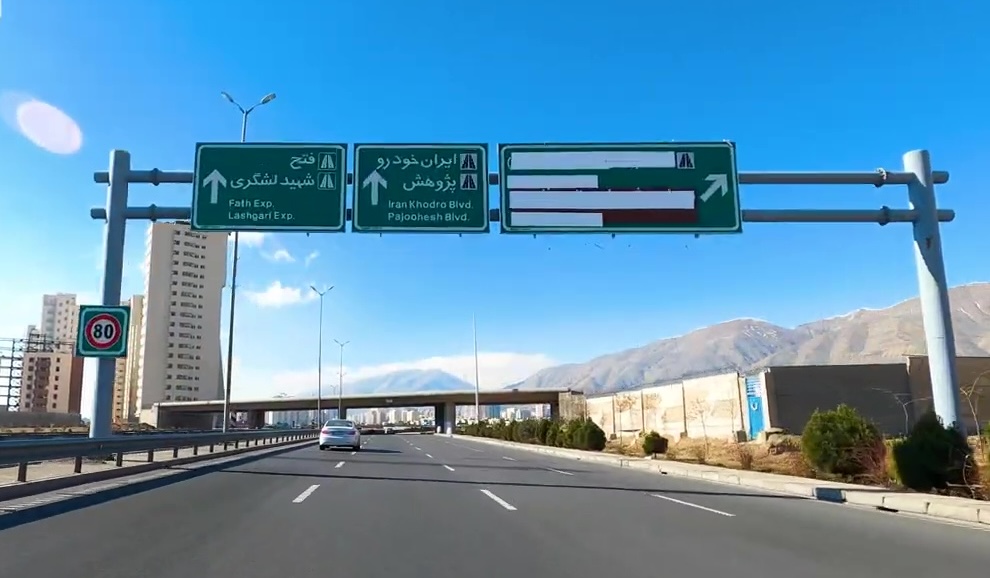 فتح
شهید لشگری
Fath Exp.
Lashgari Exp.
ایران خودرو
پژوهش
Iran Khodro Blvd.
Pajoohesh Blvd.
80